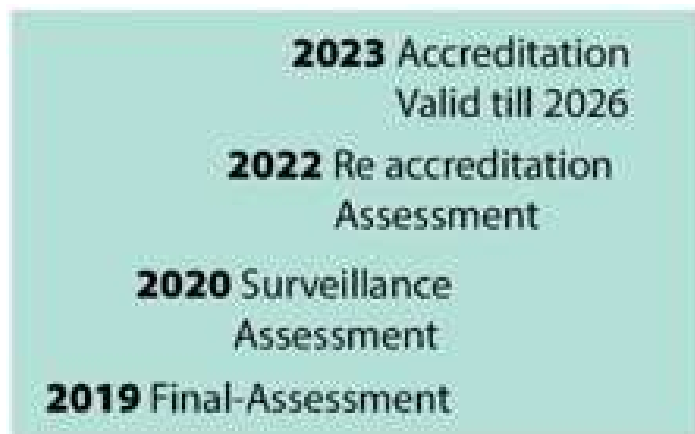 2023 Accreditation
Valid till 2026
2022 Re accreditation
Assessment
2020 Surveillance
Assessment
2019 Final-Assessment